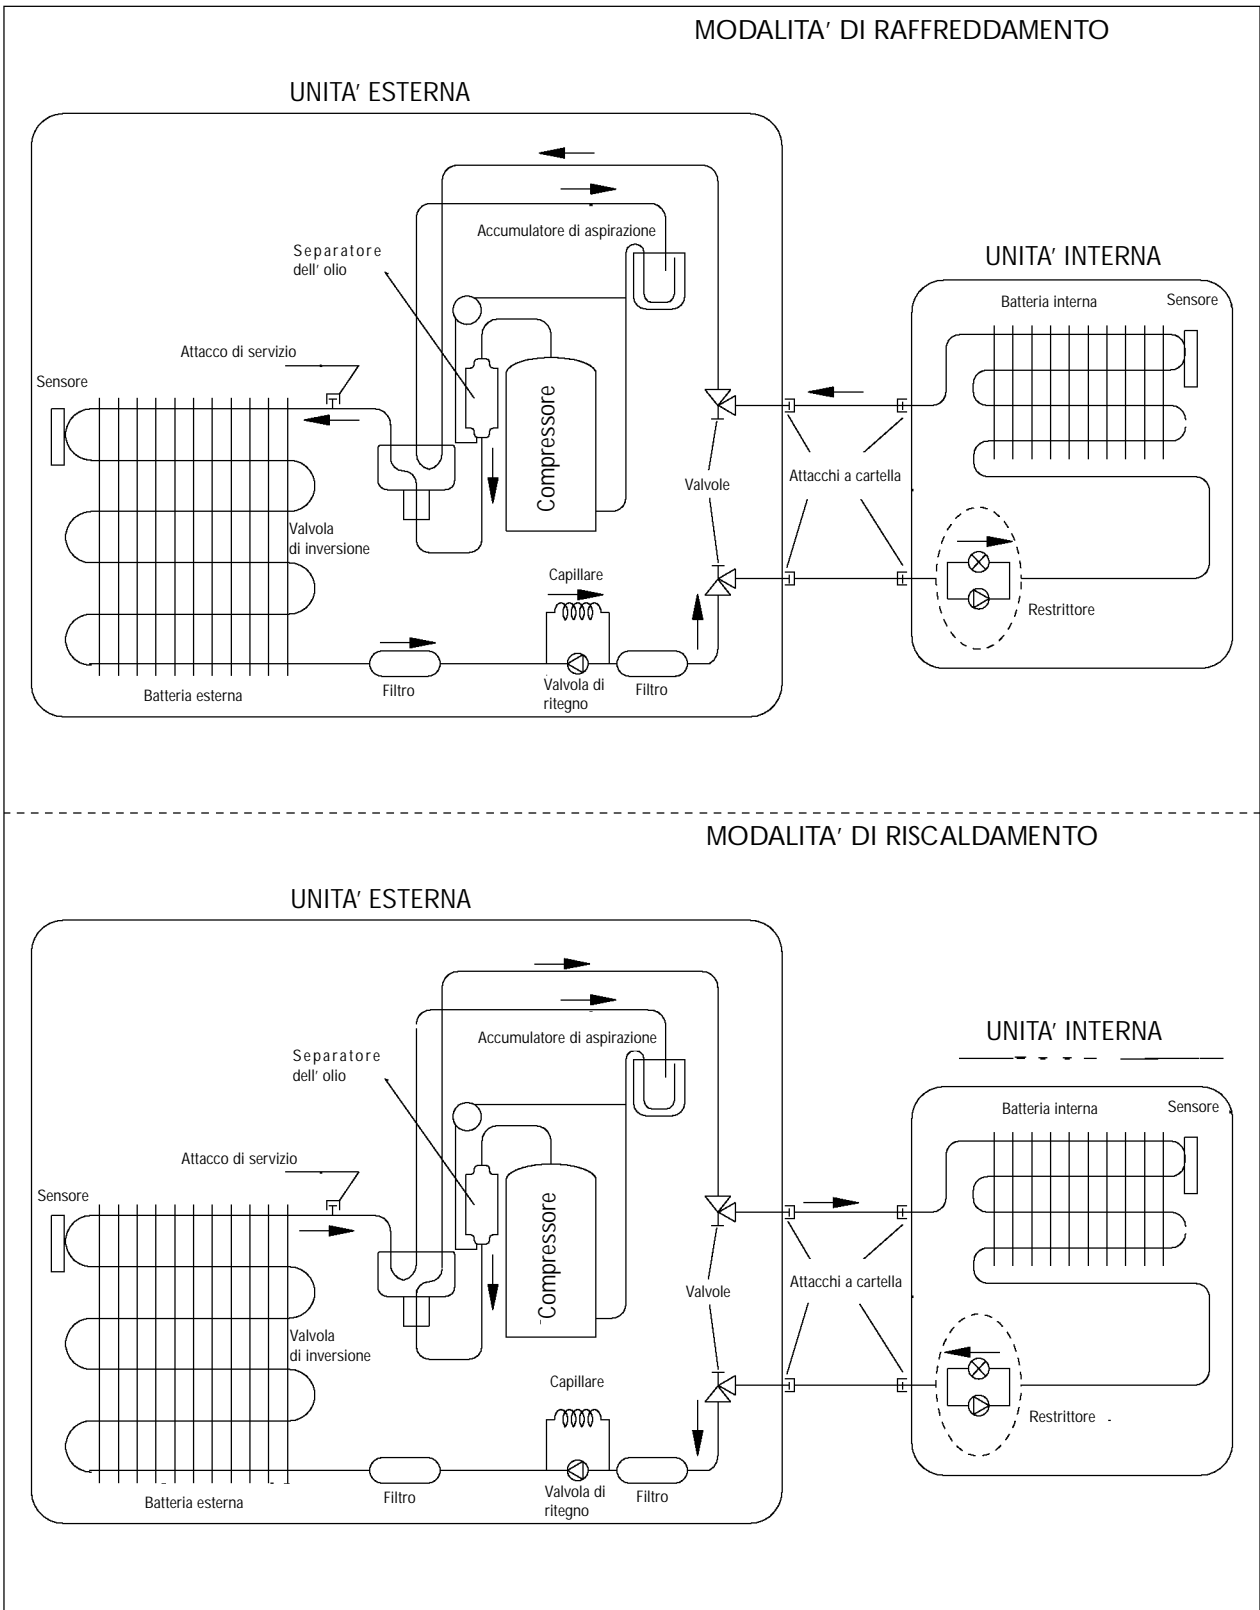 MODALITA' DI RAFFREDDAMENTO
UNITA' ESTERNA
Accumulatore di aspirazione
Separatore
dell' olio
UNITA' INTERNA
Batteria interna
Sensore
Attacco di servizio
Sensore
Compressore
Valvole
Attacchi a cartella
Valvola
di inversione
Capillare
Restrittore
Batteria esterna
Filtro
Valvola di
ritegno
Filtro
MODALITA' DI RISCALDAMENTO
UNITA' ESTERNA
Accumulatore di aspirazione
Separatore
dell' olio
UNITA' INTERNA
Batteria interna
Sensore
Attacco di servizio
Sensore
Compressore
Valvole
Attacchi a cartella
Valvola
di inversione
Capillare
Restrittore
Batteria esterna
Filtro
Valvola di
ritegno
Filtro